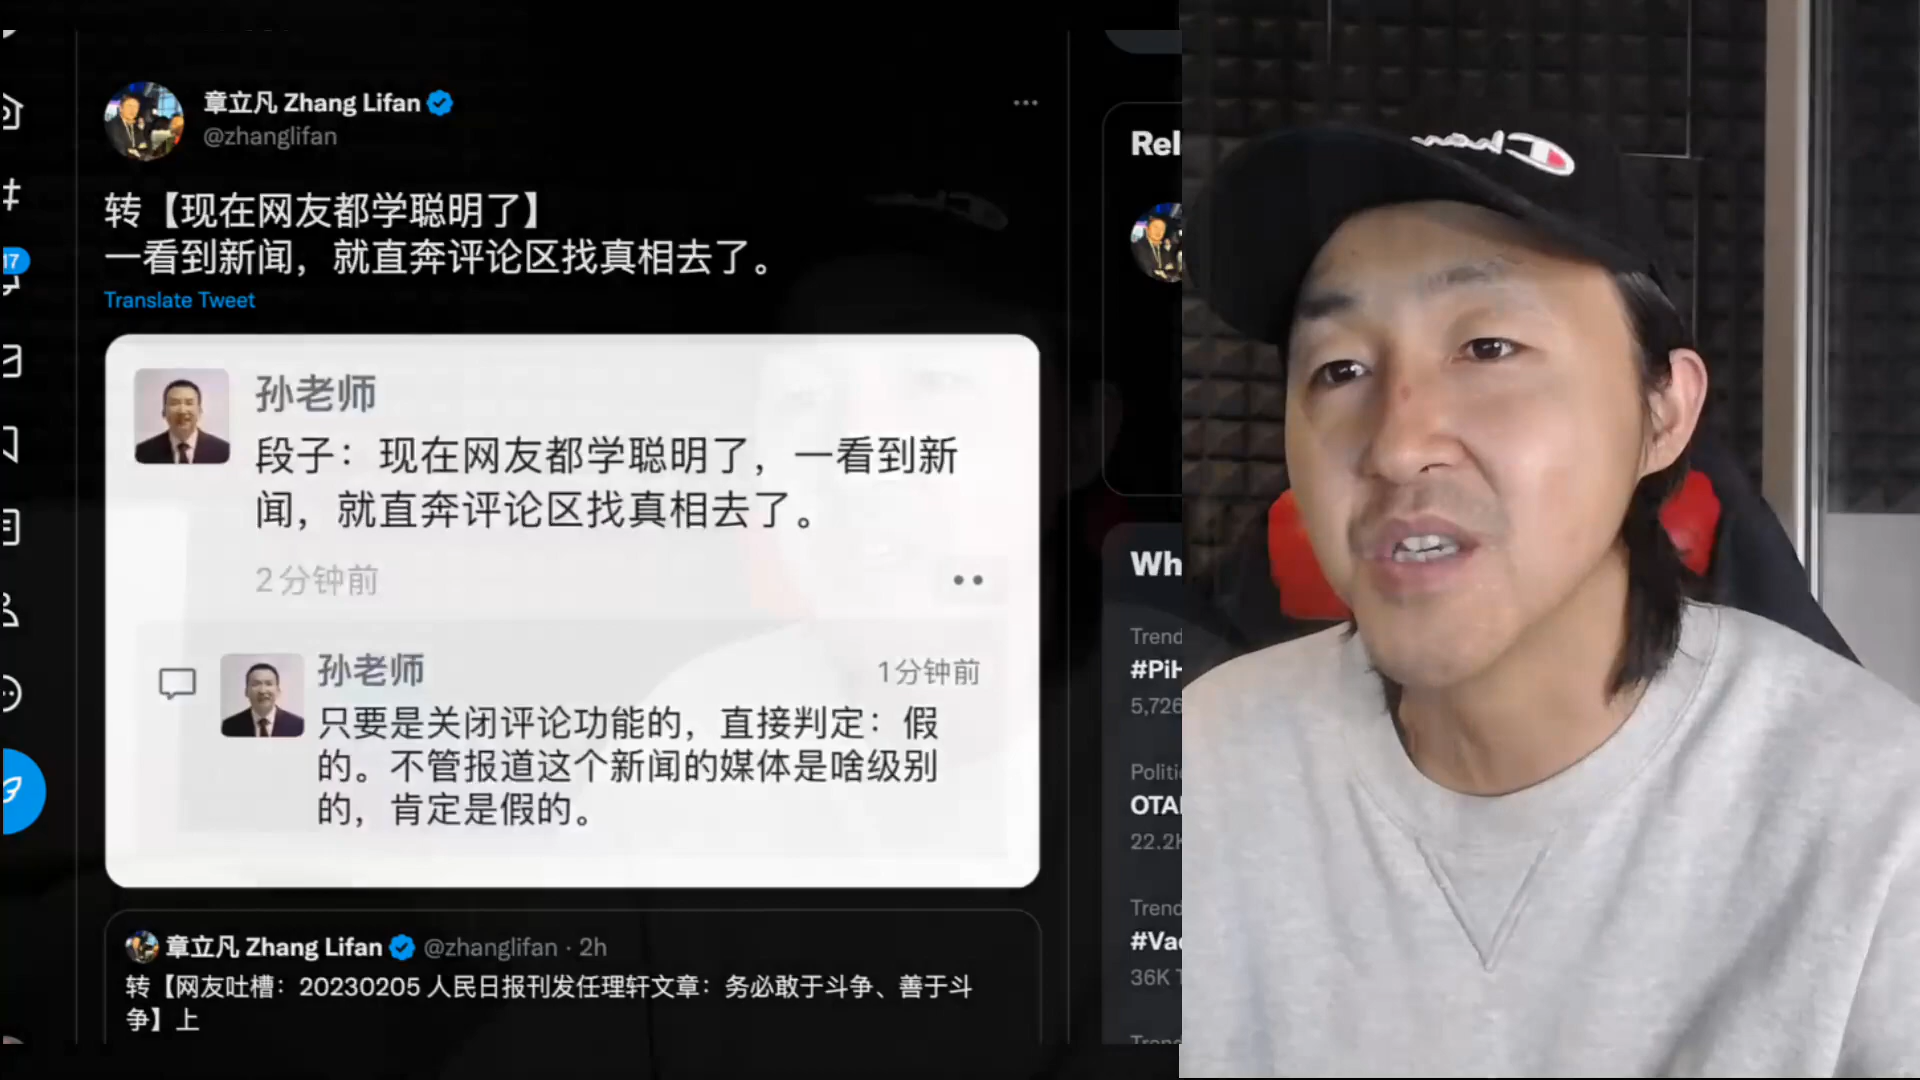 章立凡 Zhang Lifan
@zhanglifan
转【现在网友都学聪明了】
一看到新闻，就直奔评论区找真相去了。
Translate Tweet
孙老师
段子：现在网友都学聪明了，一看到新
闻，就直奔评论区找真相去了。
2分钟前
孙老师
1分钟前
只要是关闭评论功能的，直接判定：假
的。不管报道这个新闻的媒体是啥级别
的，肯定是假的。
章立凡 Zhang Lifan @zhanglifan · 2h
转【网友吐槽：20230205 人民日报刊发任理轩文章：务必敢于斗争、善于斗
争】上
17
Rel
Wh
Trend
#PiH
5,726
Politi
OTA
22.2K
Trend
#Va
36K
Champion